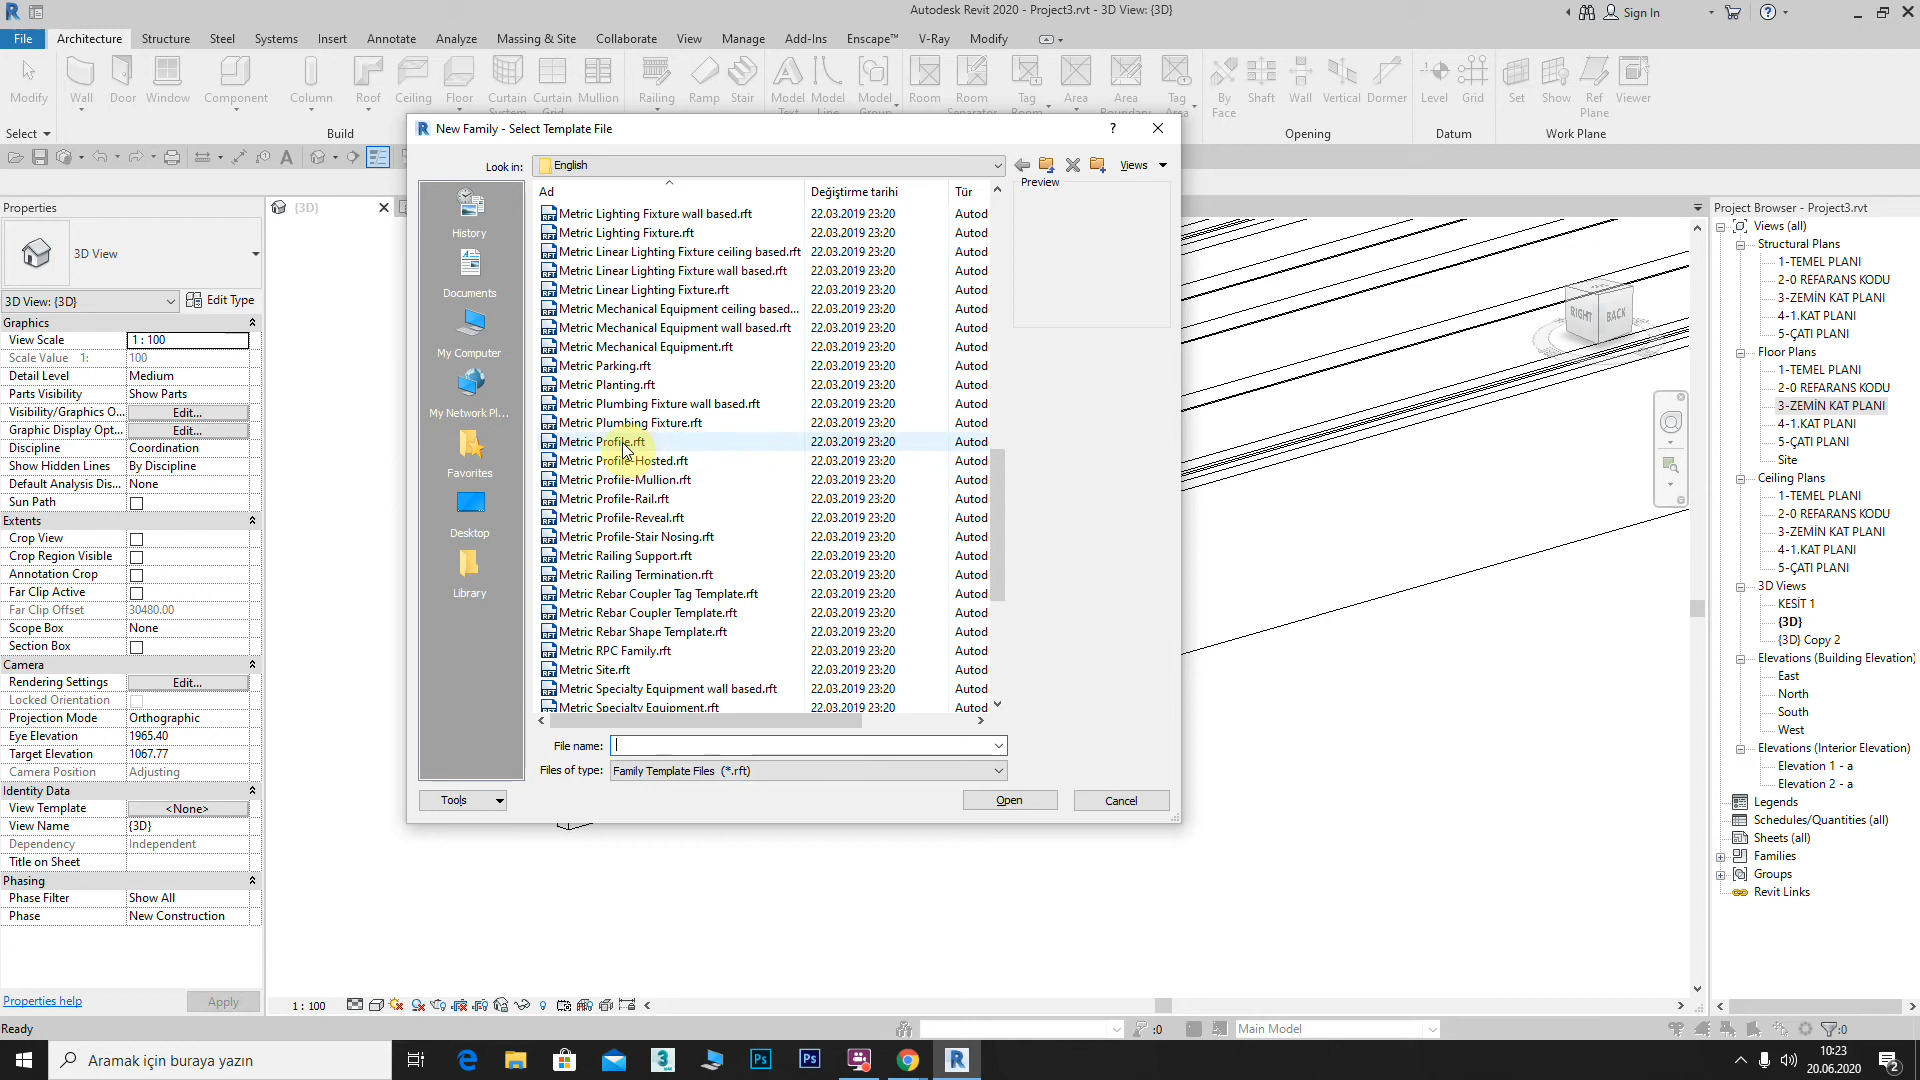 Autodesk Revit 2020 - Project3.rvt - 3D View: {3D}
Sign In
File Architecture Structure Steel Systems Insert Annotate Analyze Massing & Site Collaborate View Manage Add-Ins Enscape™ V-Ray Modify
Modify Wall Door Window Component Column Roof Ceiling Floor Curtain Curtain Mullion Railing Ramp Stair Model Model Model Room Room Tag Area Area Tag By Shaft Wall Vertical Dormer Level Grid Set Show Ref Viewer
System Grid Text Line Group Separator Room Boundary Area Face Plane
Select Build Opening Datum Work Plane
New Family - Select Template File
Look in: English Views
Preview
Ad Değiştirme tarihi Tür
Metric Lighting Fixture wall based.rft 22.03.2019 23:20 Autod
Metric Lighting Fixture.rft 22.03.2019 23:20 Autod
Metric Linear Lighting Fixture ceiling based.rft 22.03.2019 23:20 Autod
Metric Linear Lighting Fixture wall based.rft 22.03.2019 23:20 Autod
Metric Linear Lighting Fixture.rft 22.03.2019 23:20 Autod
Metric Mechanical Equipment ceiling based... 22.03.2019 23:20 Autod
Metric Mechanical Equipment wall based.rft 22.03.2019 23:20 Autod
Metric Mechanical Equipment.rft 22.03.2019 23:20 Autod
Metric Parking.rft 22.03.2019 23:20 Autod
Metric Planting.rft 22.03.2019 23:20 Autod
Metric Plumbing Fixture wall based.rft 22.03.2019 23:20 Autod
Metric Plumbing Fixture.rft 22.03.2019 23:20 Autod
Metric Profile.rft 22.03.2019 23:20 Autod
Metric Profile-Hosted.rft 22.03.2019 23:20 Autod
Metric Profile-Mullion.rft 22.03.2019 23:20 Autod
Metric Profile-Rail.rft 22.03.2019 23:20 Autod
Metric Profile-Reveal.rft 22.03.2019 23:20 Autod
Metric Profile-Stair Nosing.rft 22.03.2019 23:20 Autod
Metric Railing Support.rft 22.03.2019 23:20 Autod
Metric Railing Termination.rft 22.03.2019 23:20 Autod
Metric Rebar Coupler Tag Template.rft 22.03.2019 23:20 Autod
Metric Rebar Coupler Template.rft 22.03.2019 23:20 Autod
Metric Rebar Shape Template.rft 22.03.2019 23:20 Autod
Metric RPC Family.rft 22.03.2019 23:20 Autod
Metric Site.rft 22.03.2019 23:20 Autod
Metric Specialty Equipment wall based.rft 22.03.2019 23:20 Autod
Metric Specialty Equipment.rft 22.03.2019 23:20 Autod
File name:
Files of type: Family Template Files (*.rft)
Tools Open Cancel
History
Documents
My Computer
My Network Pl...
Favorites
Desktop
Library
{3D}
Properties
3D View
3D View: {3D} Edit Type
Graphics
View Scale 1 : 100
Scale Value 1: 100
Detail Level Medium
Parts Visibility Show Parts
Visibility/Graphics O... Edit...
Graphic Display Opt... Edit...
Discipline Coordination
Show Hidden Lines By Discipline
Default Analysis Dis... None
Sun Path
Extents
Crop View
Crop Region Visible
Annotation Crop
Far Clip Active
Far Clip Offset 30480.00
Scope Box None
Section Box
Camera
Rendering Settings Edit...
Locked Orientation
Projection Mode Orthographic
Eye Elevation 1965.40
Target Elevation 1067.77
Camera Position Adjusting
Identity Data
View Template <None>
View Name {3D}
Dependency Independent
Title on Sheet
Phasing
Phase Filter Show All
Phase New Construction
Properties help Apply
RIGHT BACK
Project Browser - Project3.rvt
Views (all)
Structural Plans
1-TEMEL PLANI
2-0 REFARANS KODU
3-ZEMİN KAT PLANI
4-1.KAT PLANI
5-ÇATI PLANI
Floor Plans
1-TEMEL PLANI
2-0 REFARANS KODU
3-ZEMİN KAT PLANI
4-1.KAT PLANI
5-ÇATI PLANI
Site
Ceiling Plans
1-TEMEL PLANI
2-0 REFARANS KODU
3-ZEMİN KAT PLANI
4-1.KAT PLANI
5-ÇATI PLANI
3D Views
KESİT 1
{3D}
{3D} Copy 2
Elevations (Building Elevation)
East
North
South
West
Elevations (Interior Elevation)
Elevation 1 - a
Elevation 2 - a
Legends
Schedules/Quantities (all)
Sheets (all)
Families
Groups
Revit Links
1 : 100
Ready :0 Main Model :0
Aramak için buraya yazın
10:23
20.06.2020
2